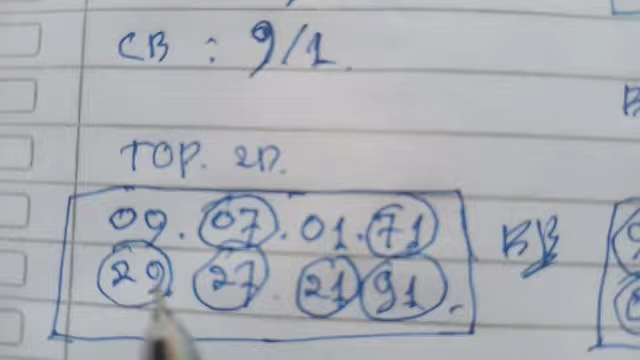 CB : 9/1
TOP. 2D.
09. 07. 01. 71 BB
29 27 21 91.